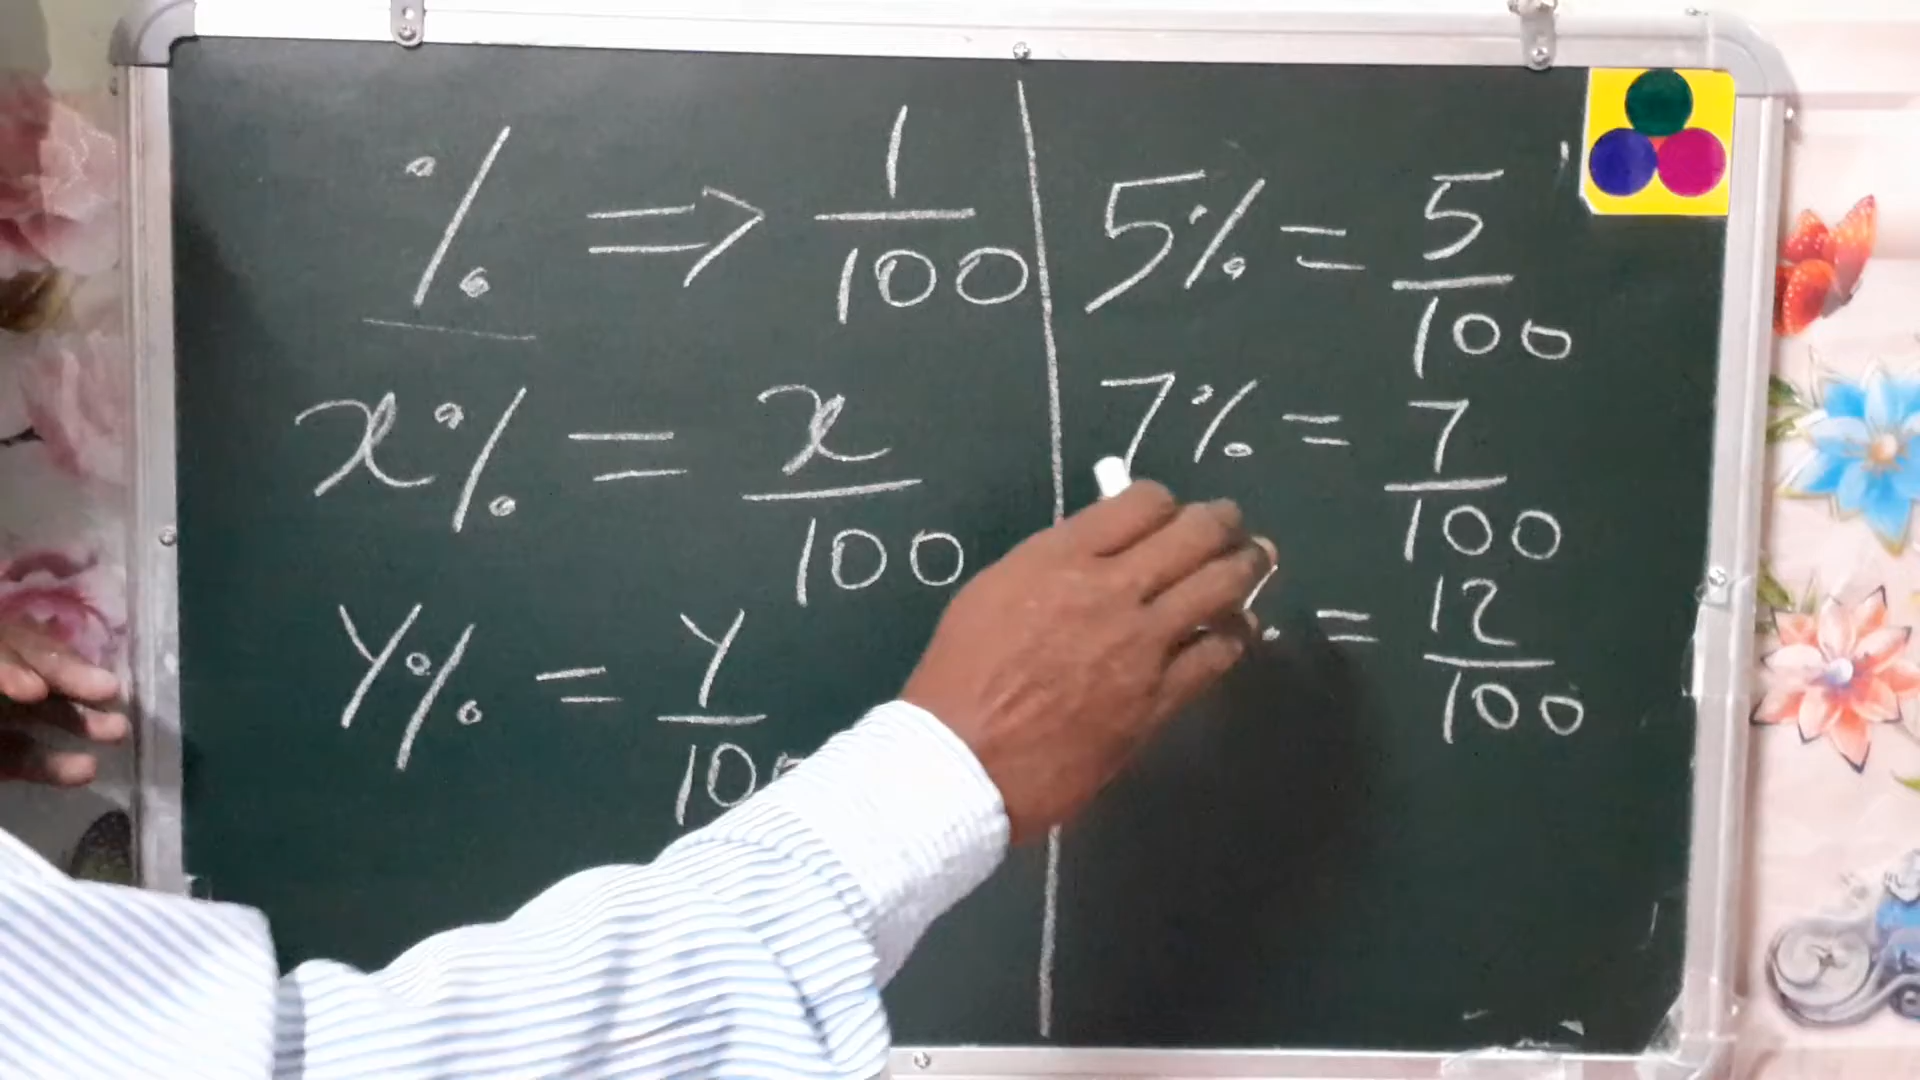 % ⇒ 1/100
x% = x/100
Y% = Y/10
5% = 5/100
7% = 7/100
= 12/100